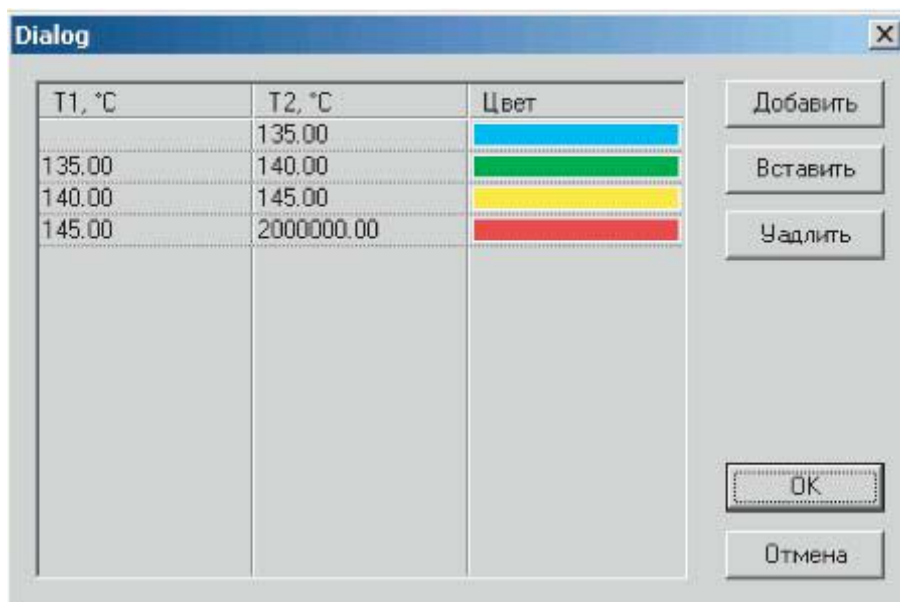 Dialog
T1, °C T2, °C Цвет
135.00
135.00 140.00
140.00 145.00
145.00 2000000.00
Добавить
Вставить
Уадлить
OK
Отмена